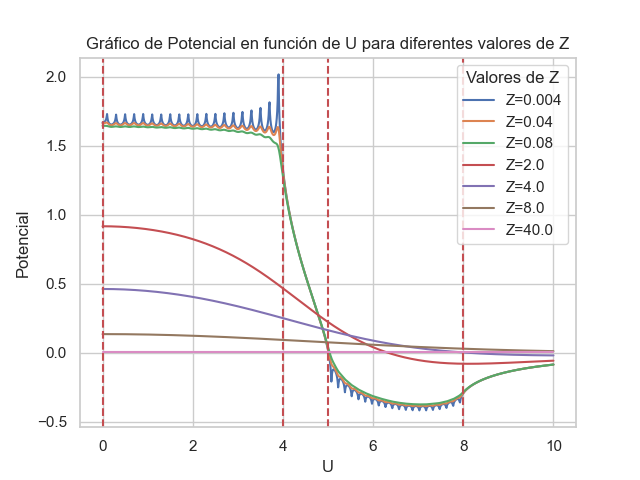 Gráfico de Potencial en función de U para diferentes valores de Z
Valores de Z
Z=0.004
Z=0.04
Z=0.08
Z=2.0
Z=4.0
Z=8.0
Z=40.0
Potencial
2.0
1.5
1.0
0.5
0.0
−0.5
0 2 4 6 8 10
U